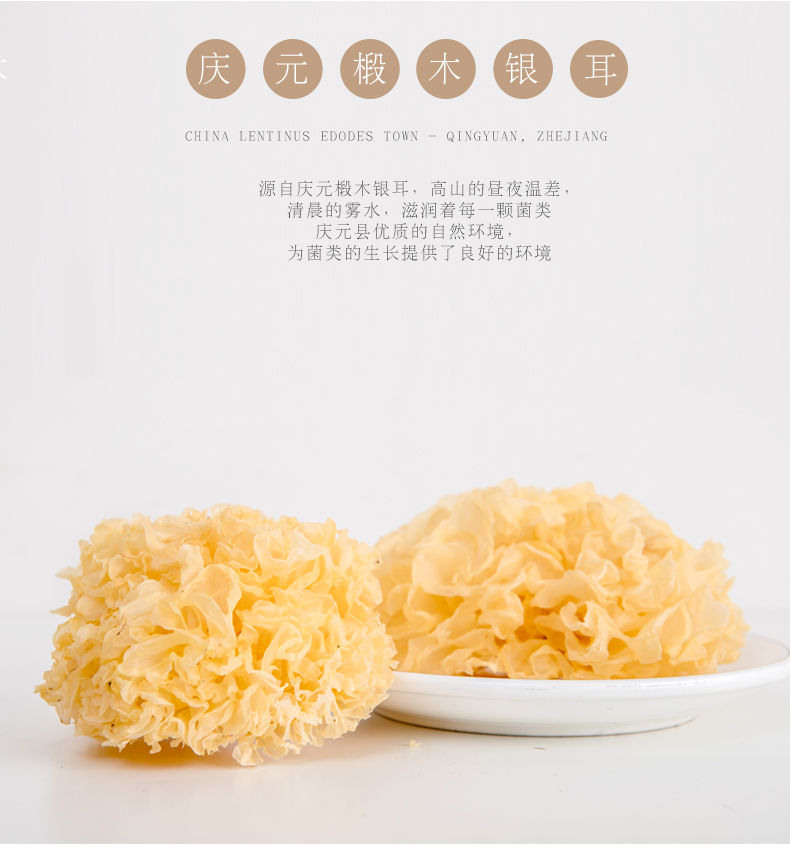 庆元椴木银耳
CHINA LENTINUS EDODES TOWN - QINGYUAN, ZHEJIANG
源自庆元椴木银耳，高山的昼夜温差，
清晨的雾水，滋润着每一颗菌类
庆元县优质的自然环境，
为菌类的生长提供了良好的环境